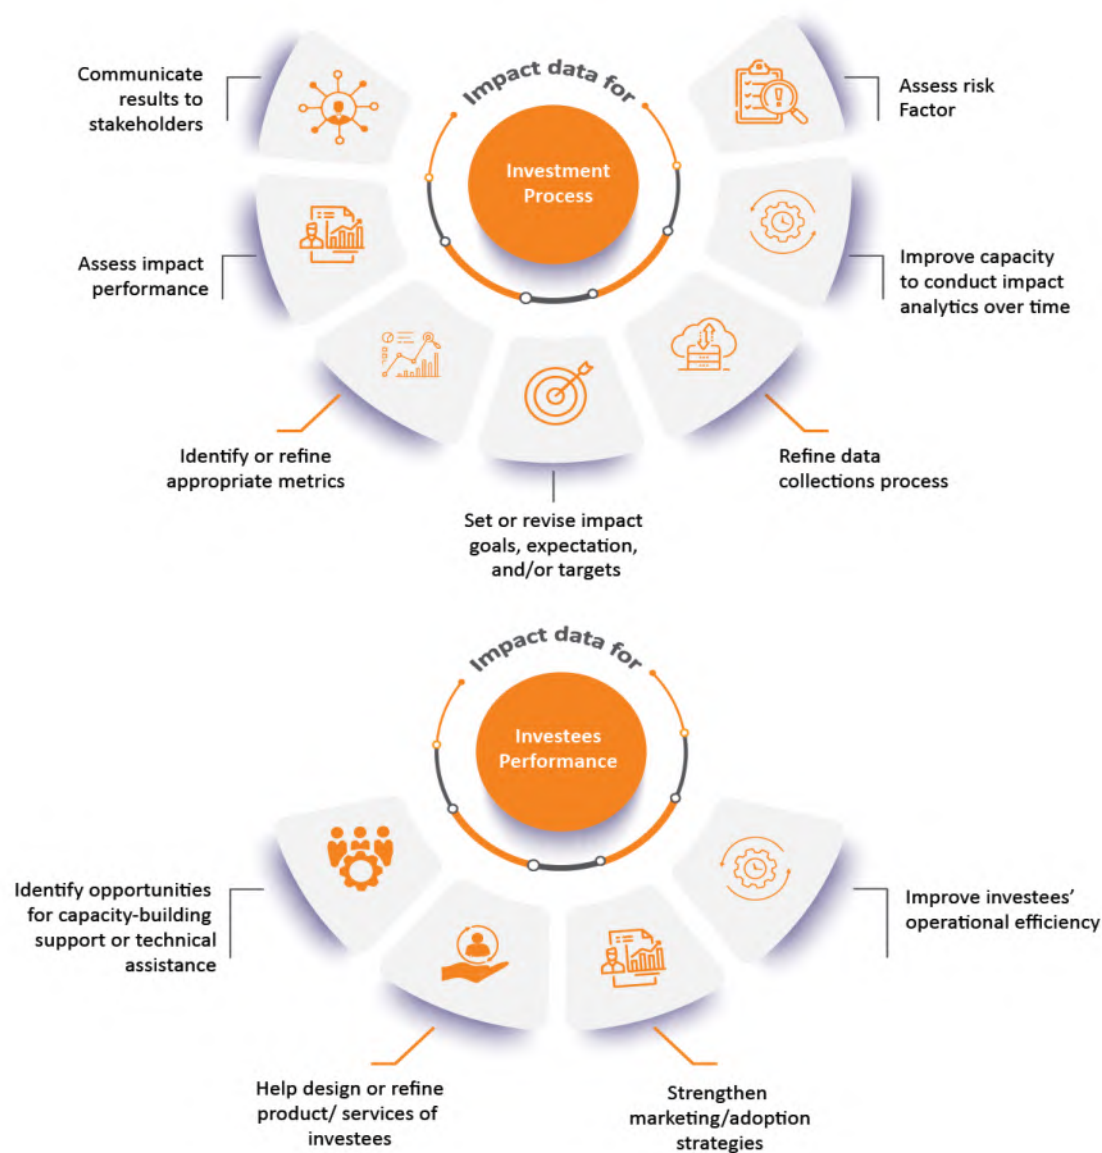 Impact data for
Investment
Process
Communicate
results to
stakeholders
Assess impact
performance
Identify or refine
appropriate metrics
Set or revise impact
goals, expectation,
and/or targets
Refine data
collections process
Improve capacity
to conduct impact
analytics over time
Assess risk
Factor
Impact data for
Investees
Performance
Identify opportunities
for capacity-building
support or technical
assistance
Help design or refine
product/ services of
investees
Strengthen
marketing/adoption
strategies
Improve investees’
operational efficiency